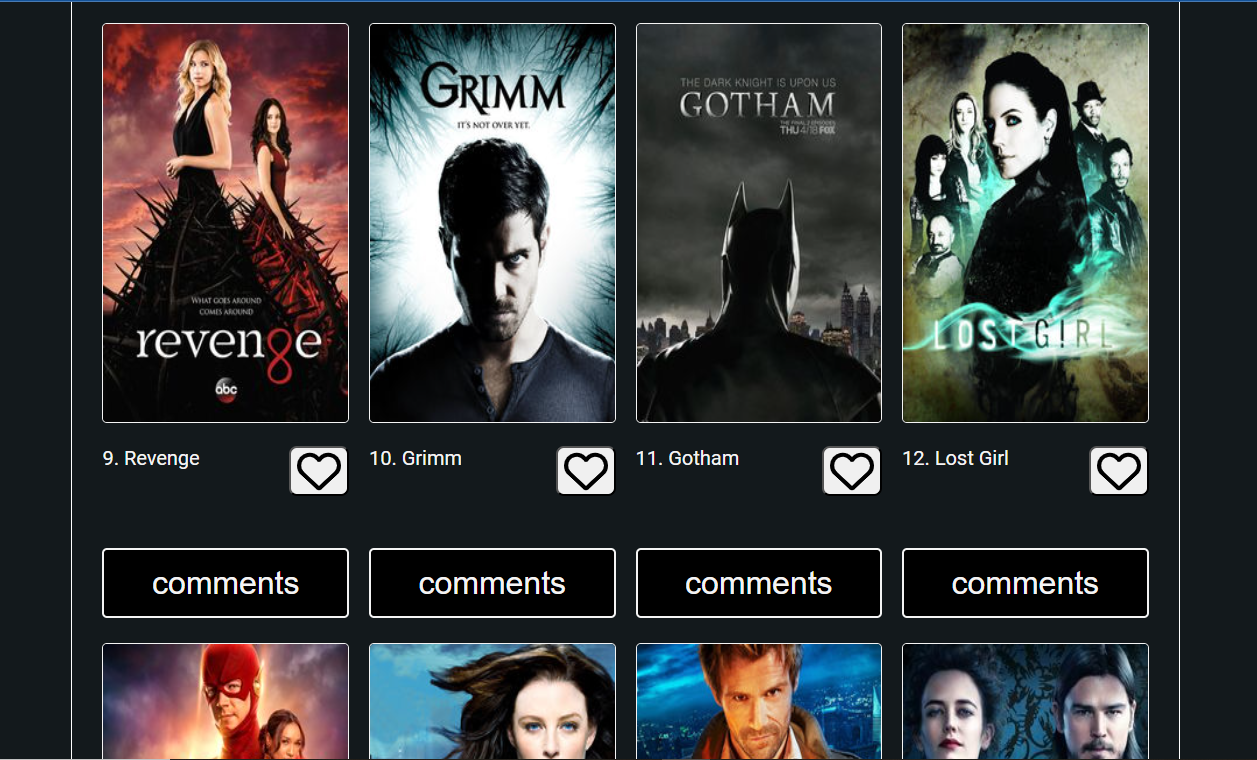 WHAT GOES AROUND
COMES AROUND
revenge
abc
GRIMM
IT'S NOT OVER YET.
THE DARK KNIGHT IS UPON US
GOTHAM
THE FINAL 2 EPISODES
THU 4/18 FOX
LOST GIRL
9. Revenge
10. Grimm
11. Gotham
12. Lost Girl
comments
comments
comments
comments